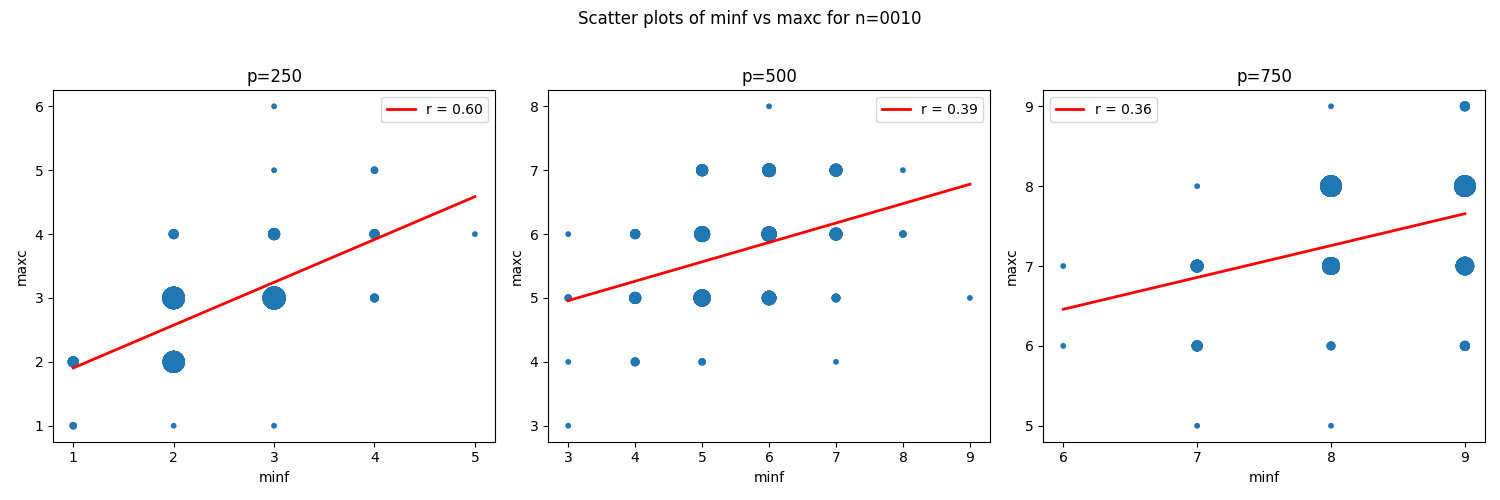 Scatter plots of minf vs maxc for n=0010
p=250
6
5
4
3
2
1
maxc
1 2 3 4 5
minf
r = 0.60
p=500
8
7
6
5
4
3
maxc
3 4 5 6 7 8 9
minf
r = 0.39
p=750
9
8
7
6
5
maxc
6 7 8 9
minf
r = 0.36